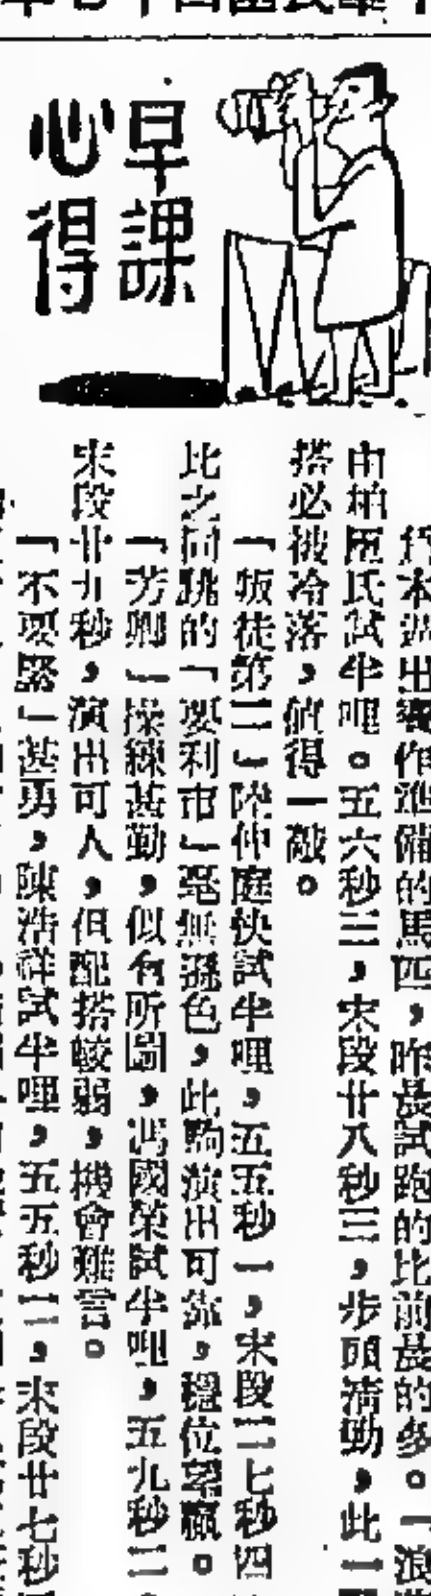 早課
心得
本週出賽作準備的馬匹，昨晨試跑的比前晨的多。「浪
由柏　氏試半哩。五六秒三，末段廿八秒三，步頭清勁，此一
搭必被冷落，值得一敲。
「叛徒第二」陸仲庭快試半哩，五五秒一，末段二七秒四
比之同跳的「要利市」毫無遜色，此駒演出可靠，穩位望贏。
「芳卿」操練甚勤，似有所圖，馮國榮試半哩，五九秒二。
末段廿九秒，演出可人，但配搭較弱，機會難言。
「不要緊」甚勇，陳浩祥試半哩，五五秒二，末段廿七秒